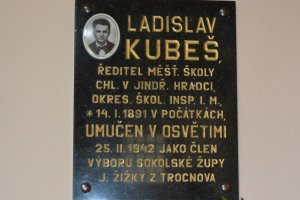 LADISLAV
KUBEŠ,
ŘEDITEL MĚŠŤ. ŠKOLY
CHL. V JINDŘ. HRADCI,
OKRES. ŠKOL. INSP. I. M.,
*14. I. 1891 V POČÁTKÁCH,
UMUČEN V OSVĚTIMI
25. II. 1942 JAKO ČLEN
VÝBORU SOKOLSKÉ ŽUPY
J. ŽIŽKY Z TROCNOVA